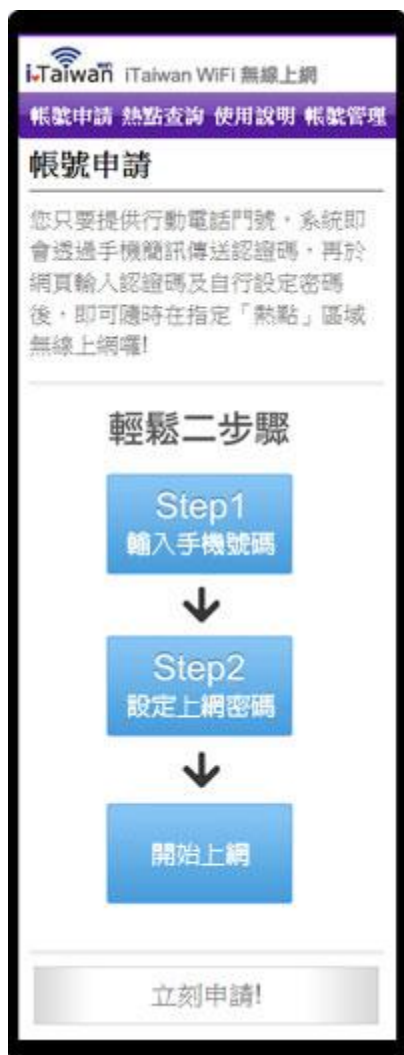 i-Taiwan WiFi iTaiwan WiFi 無線上網
帳號申請 熱點查詢 使用說明 帳號管理
帳號申請
您只要提供行動電話門號，系統即
會透過手機簡訊傳送認證碼，再於
網頁輸入認證碼及自行設定密碼
後，即可隨時在指定「熱點」區域
無線上網囉!
輕鬆二步驟
Step1
輸入手機號碼
Step2
設定上網密碼
開始上網
立刻申請!